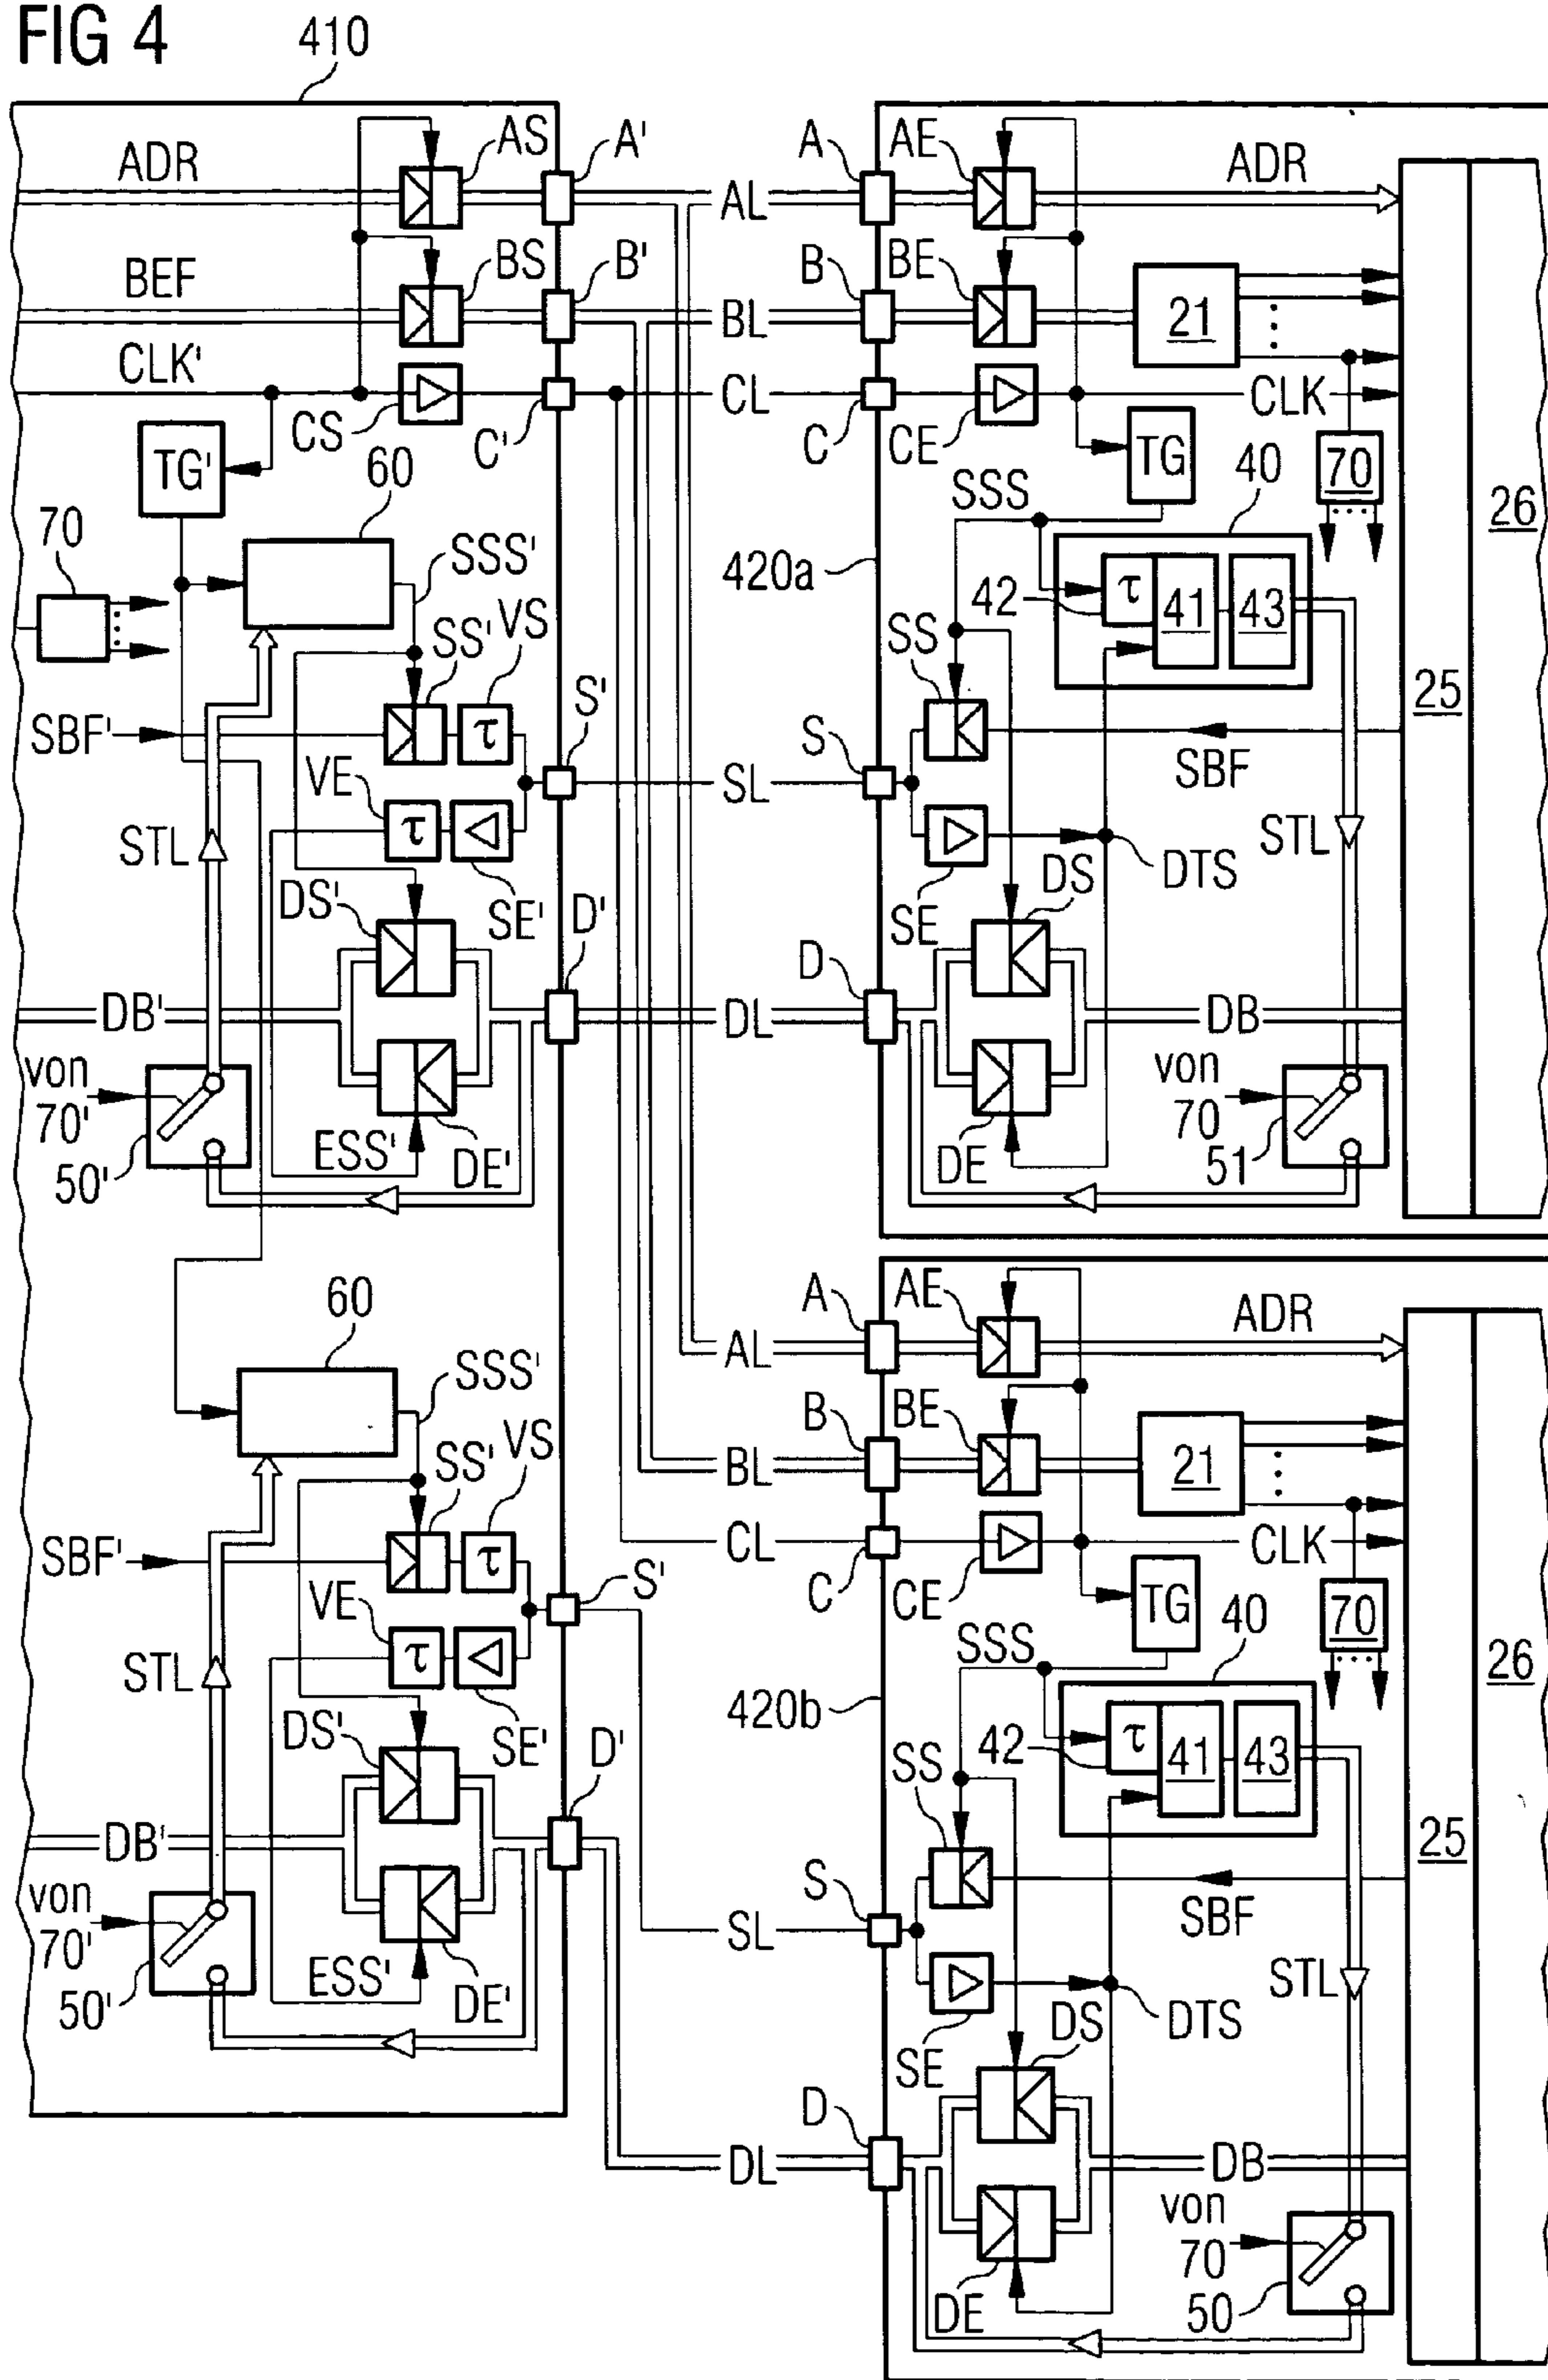 FIG 4
410
ADR
AS
A'
A
AE
ADR
AL
BEF
BS
B'
B
BE
BL
21
CLK'
CS
C'
CL
C
CE
CLK
TG'
60
TG
40
70
26
SSS
70
SSS'
420a
42
τ
41
43
SS'
VS
SS
25
SBF'
τ
S'
S
SBF
SL
VE
τ
STL
STL
DS'
SE'
D'
SE
DS
DTS
D
DB'
DL
DB
von
70'
50'
ESS'
DE'
DE
von
70
51
60
A
AE
ADR
AL
SSS'
B
BE
BL
21
SS'
VS
SBF'
τ
CL
C
CE
CLK
S'
VE
τ
TG
40
70
SSS
26
STL
420b
42
τ
41
43
DS'
SE'
D'
SS
25
DB'
S
SBF
SL
von
70'
50'
ESS'
DE'
STL
SE
DS
DTS
D
DL
DB
von
70
50
DE